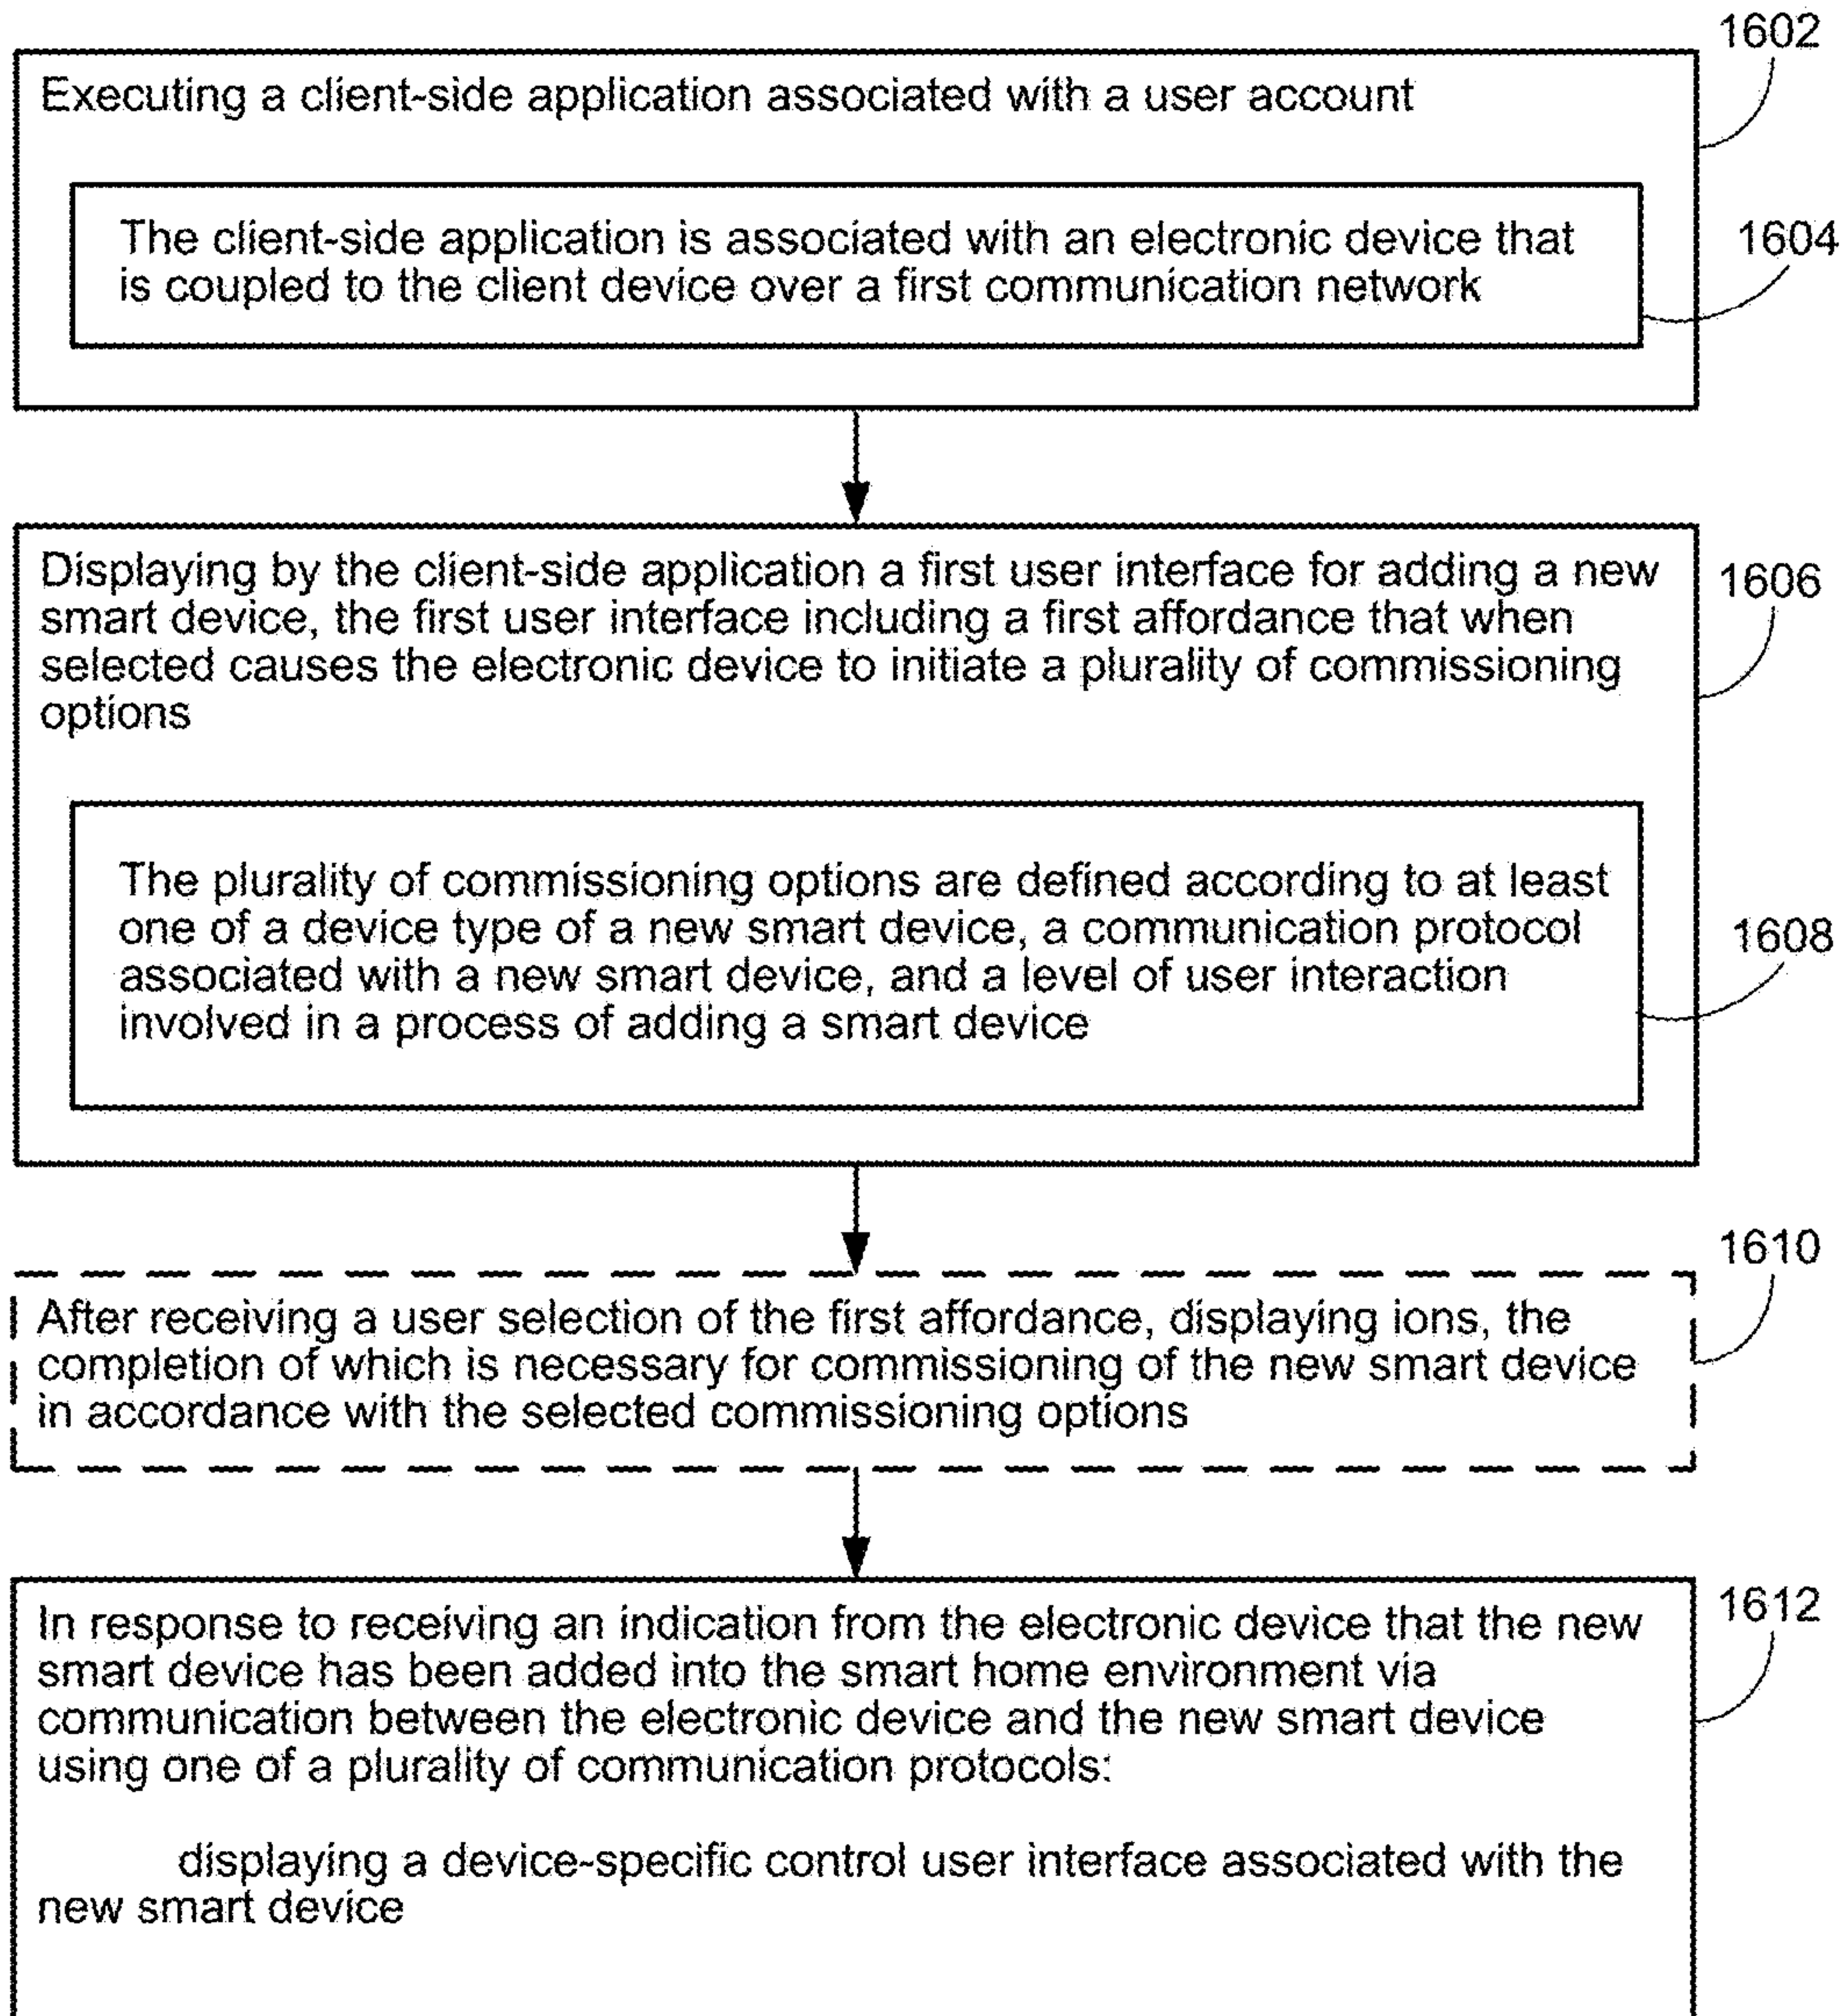 1602
Executing a client-side application associated with a user account
The client-side application is associated with an electronic device that
is coupled to the client device over a first communication network
1604
Displaying by the client-side application a first user interface for adding a new
smart device, the first user interface including a first affordance that when
selected causes the electronic device to initiate a plurality of commissioning
options
1606
The plurality of commissioning options are defined according to at least
one of a device type of a new smart device, a communication protocol
associated with a new smart device, and a level of user interaction
involved in a process of adding a smart device
1608
1610
After receiving a user selection of the first affordance, displaying ions, the
completion of which is necessary for commissioning of the new smart device
in accordance with the selected commissioning options
In response to receiving an indication from the electronic device that the new
smart device has been added into the smart home environment via
communication between the electronic device and the new smart device
using one of a plurality of communication protocols:
1612
displaying a device-specific control user interface associated with the
new smart device